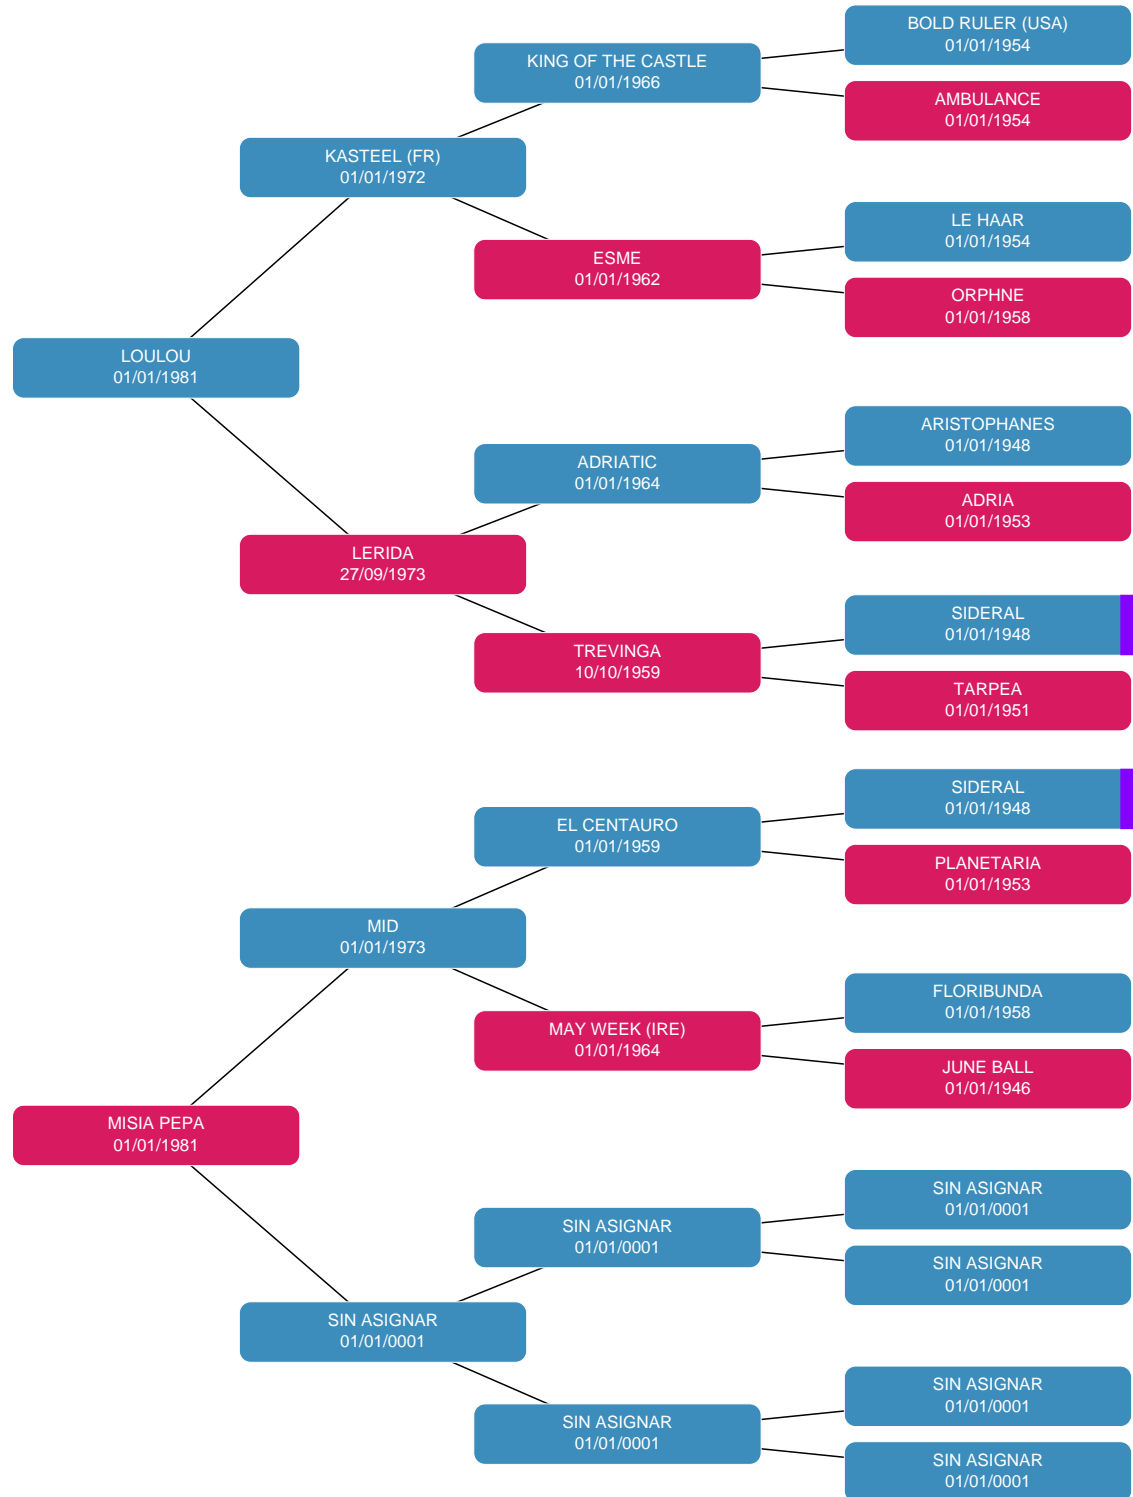 BOLD RULER (USA)
01/01/1954
KING OF THE CASTLE
01/01/1966
AMBULANCE
01/01/1954
KASTEEL (FR)
01/01/1972
LE HAAR
01/01/1954
ESME
01/01/1962
ORPHNE
01/01/1958
LOULOU
01/01/1981
ARISTOPHANES
01/01/1948
ADRIATIC
01/01/1964
ADRIA
01/01/1953
LERIDA
27/09/1973
SIDERAL
01/01/1948
TREVINGA
10/10/1959
TARPEA
01/01/1951
SIDERAL
01/01/1948
EL CENTAURO
01/01/1959
PLANETARIA
01/01/1953
MID
01/01/1973
FLORIBUNDA
01/01/1958
MAY WEEK (IRE)
01/01/1964
JUNE BALL
01/01/1946
MISIA PEPA
01/01/1981
SIN ASIGNAR
01/01/0001
SIN ASIGNAR
01/01/0001
SIN ASIGNAR
01/01/0001
SIN ASIGNAR
01/01/0001
SIN ASIGNAR
01/01/0001
SIN ASIGNAR
01/01/0001
SIN ASIGNAR
01/01/0001